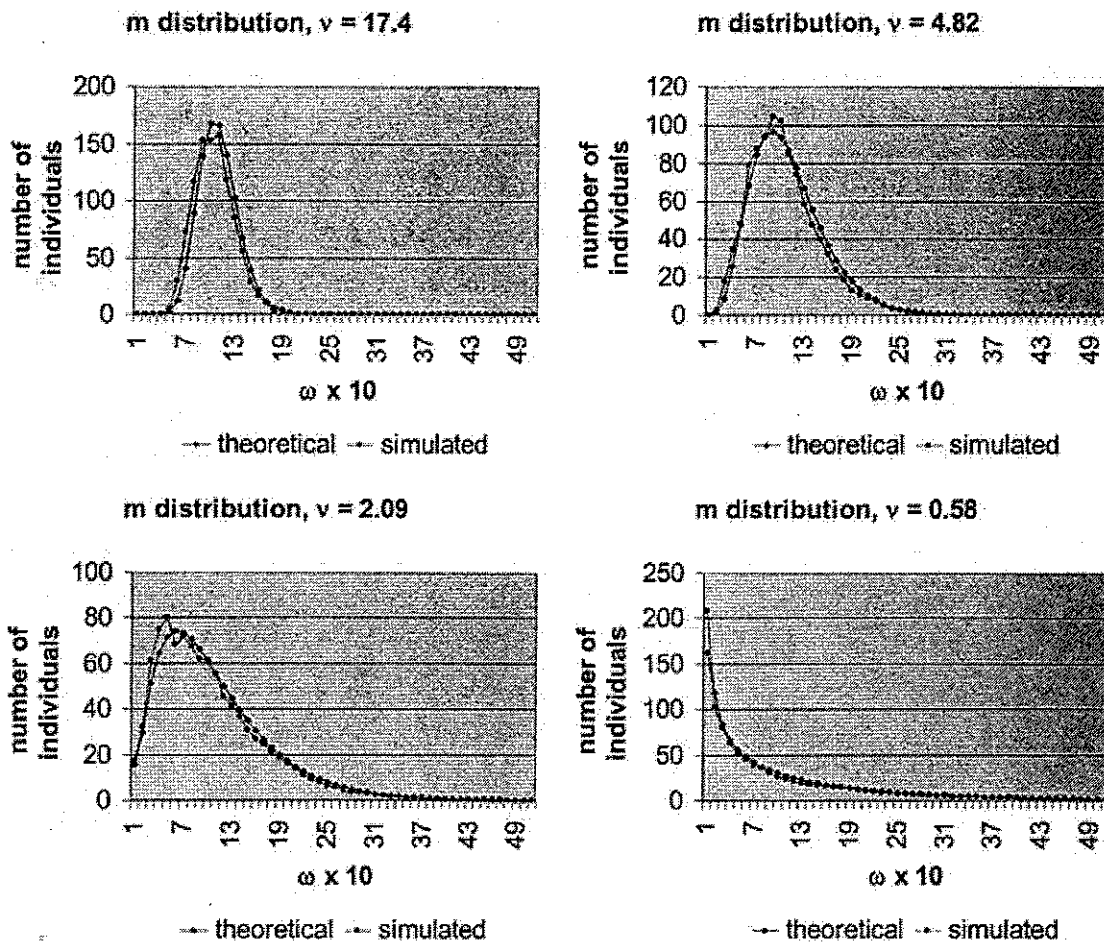 m distribution, ν = 17.4
200
150
100
50
0
number of
individuals
1 7 13 19 25 31 37 43 49
ω x 10
theoretical simulated
m distribution, ν = 4.82
120
100
80
60
40
20
0
number of
individuals
1 7 13 19 25 31 37 43 49
ω x 10
theoretical simulated
m distribution, ν = 2.09
100
80
60
40
20
0
number of
individuals
1 7 13 19 25 31 37 43 49
ω x 10
theoretical simulated
m distribution, ν = 0.58
250
200
150
100
50
0
number of
individuals
1 7 13 19 25 31 37 43 49
ω x 10
theoretical simulated